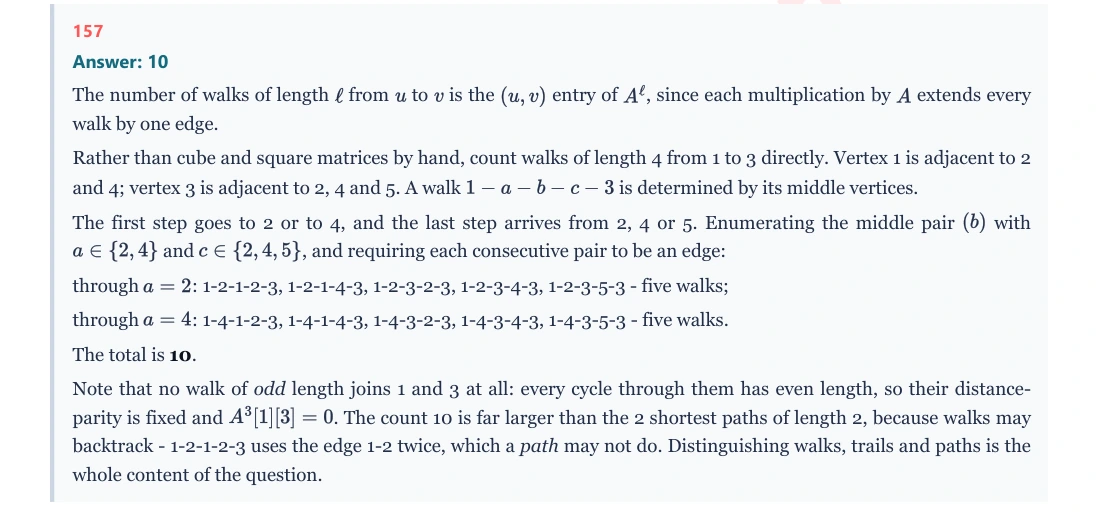 157
Answer: 10
The number of walks of length ℓ from u to v is the (u, v) entry of A^ℓ, since each multiplication by A extends every
walk by one edge.
Rather than cube and square matrices by hand, count walks of length 4 from 1 to 3 directly. Vertex 1 is adjacent to 2
and 4; vertex 3 is adjacent to 2, 4 and 5. A walk 1 − a − b − c − 3 is determined by its middle vertices.
The first step goes to 2 or to 4, and the last step arrives from 2, 4 or 5. Enumerating the middle pair (b) with
a ∈ {2, 4} and c ∈ {2, 4, 5}, and requiring each consecutive pair to be an edge:
through a = 2: 1-2-1-2-3, 1-2-1-4-3, 1-2-3-2-3, 1-2-3-4-3, 1-2-3-5-3 - five walks;
through a = 4: 1-4-1-2-3, 1-4-1-4-3, 1-4-3-2-3, 1-4-3-4-3, 1-4-3-5-3 - five walks.
The total is 10.
Note that no walk of odd length joins 1 and 3 at all: every cycle through them has even length, so their distance-
parity is fixed and A³[1][3] = 0. The count 10 is far larger than the 2 shortest paths of length 2, because walks may
backtrack - 1-2-1-2-3 uses the edge 1-2 twice, which a path may not do. Distinguishing walks, trails and paths is the
whole content of the question.